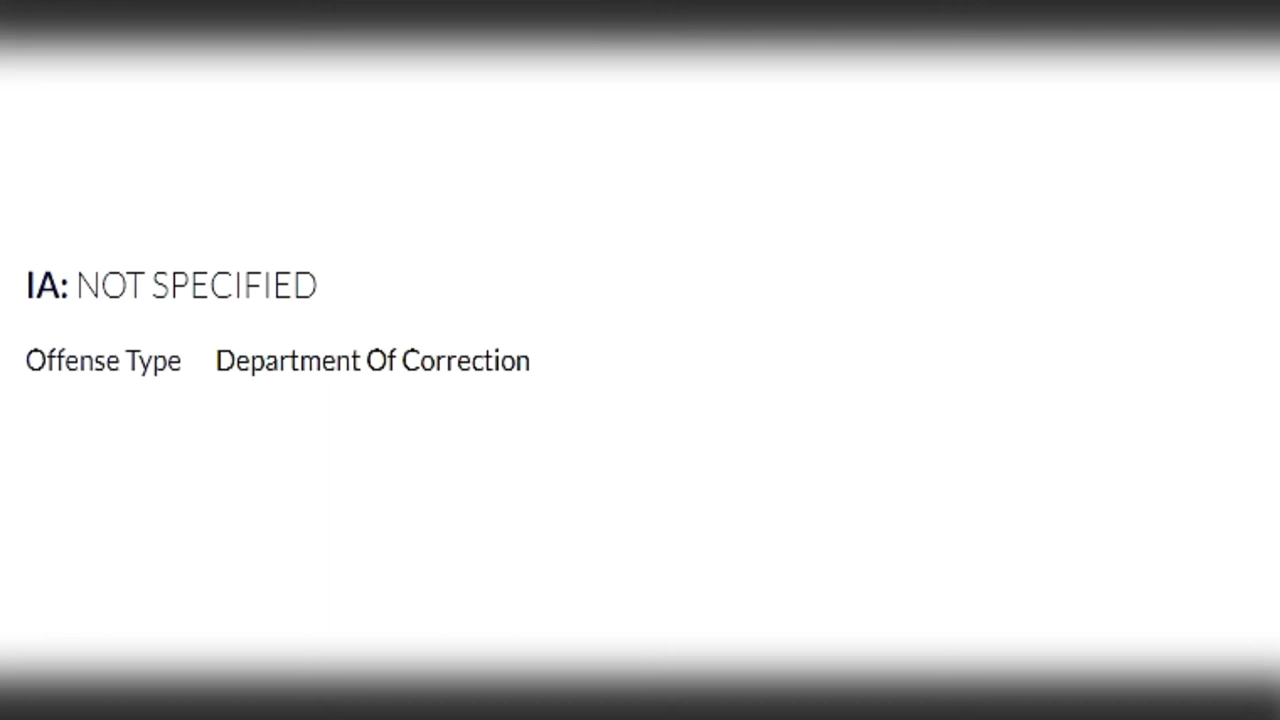 IA: NOT SPECIFIED
Offense Type Department Of Correction